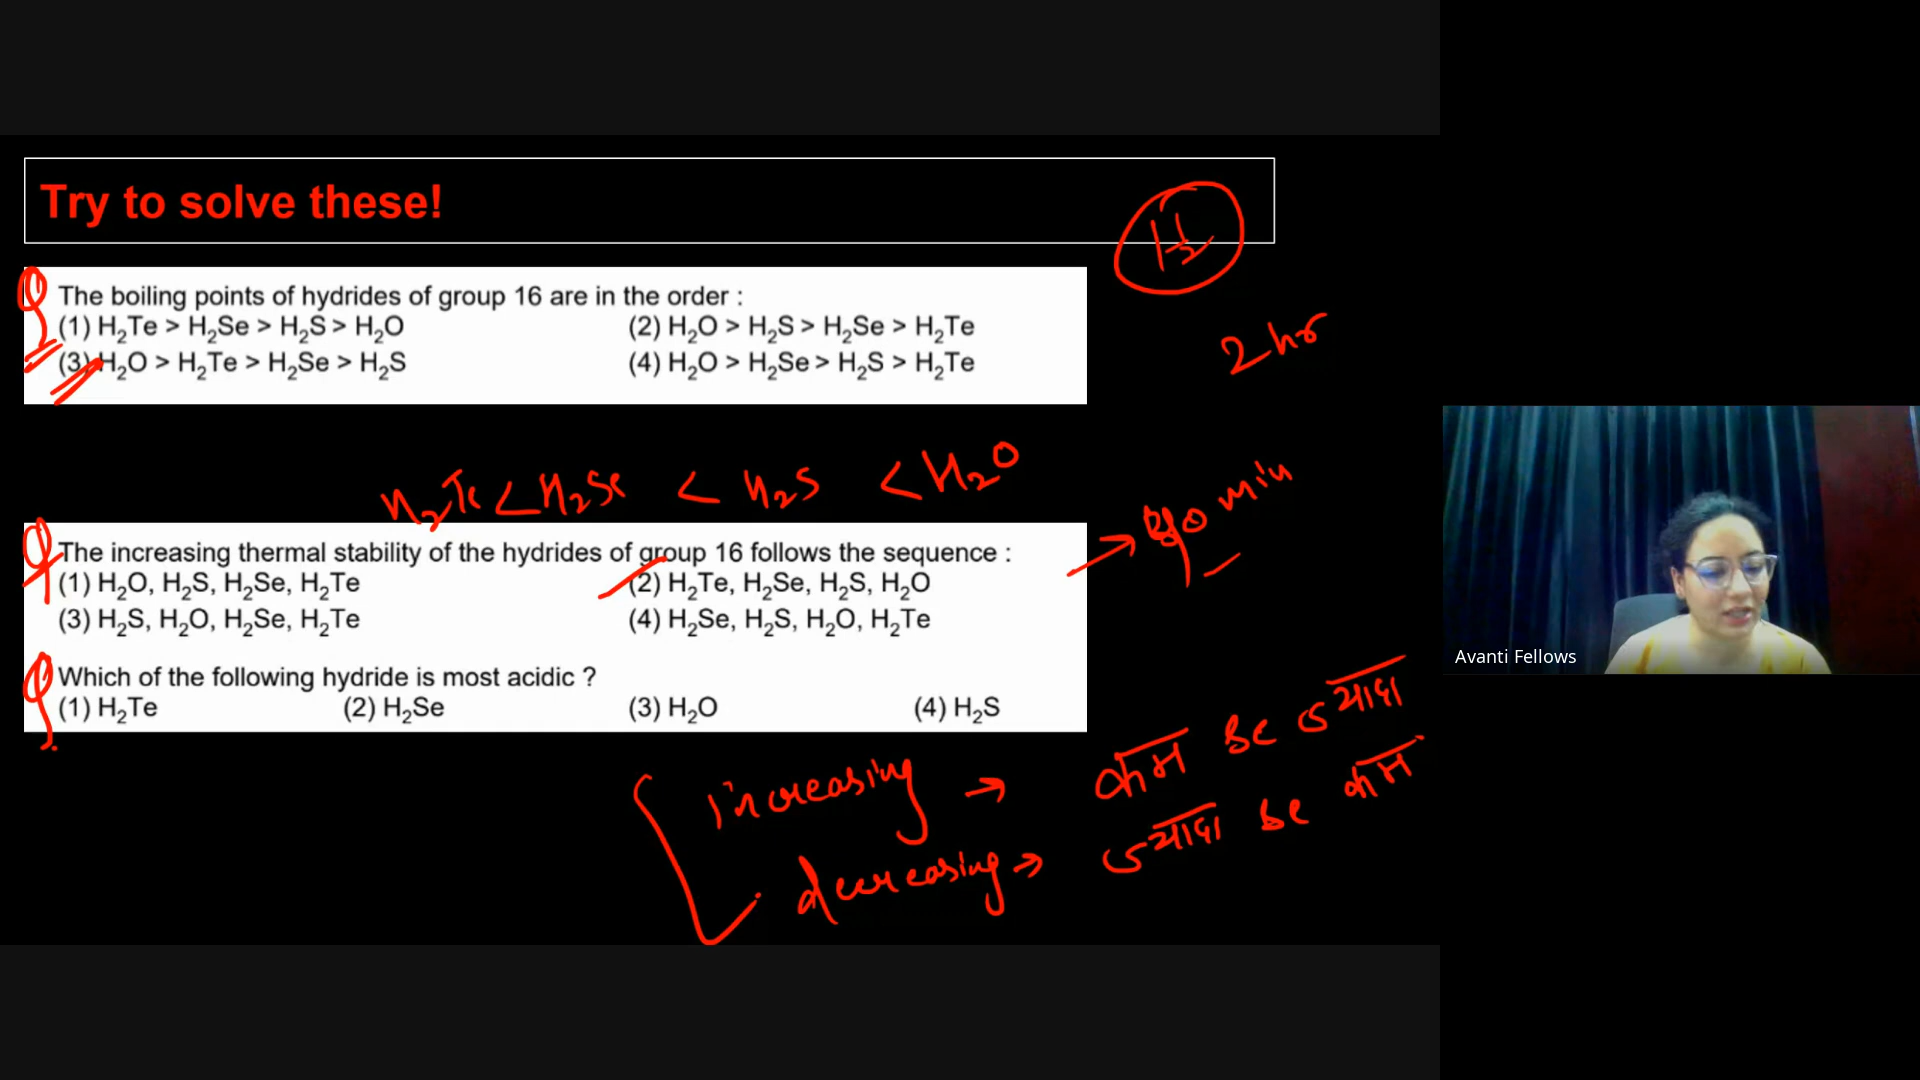 Try to solve these!
1 1/2
Q The boiling points of hydrides of group 16 are in the order :
(1) H₂Te > H₂Se > H₂S > H₂O (2) H₂O > H₂S > H₂Se > H₂Te
(3) H₂O > H₂Te > H₂Se > H₂S (4) H₂O > H₂Se > H₂S > H₂Te
2 hr
H₂Te < H₂Se < H₂S < H₂O
min
Q The increasing thermal stability of the hydrides of group 16 follows the sequence :
(1) H₂O, H₂S, H₂Se, H₂Te (2) H₂Te, H₂Se, H₂S, H₂O
(3) H₂S, H₂O, H₂Se, H₂Te (4) H₂Se, H₂S, H₂O, H₂Te
Q Which of the following hydride is most acidic ?
(1) H₂Te (2) H₂Se (3) H₂O (4) H₂S
increasing → कम से ज्यादा
decreasing → ज्यादा से कम
Avanti Fellows